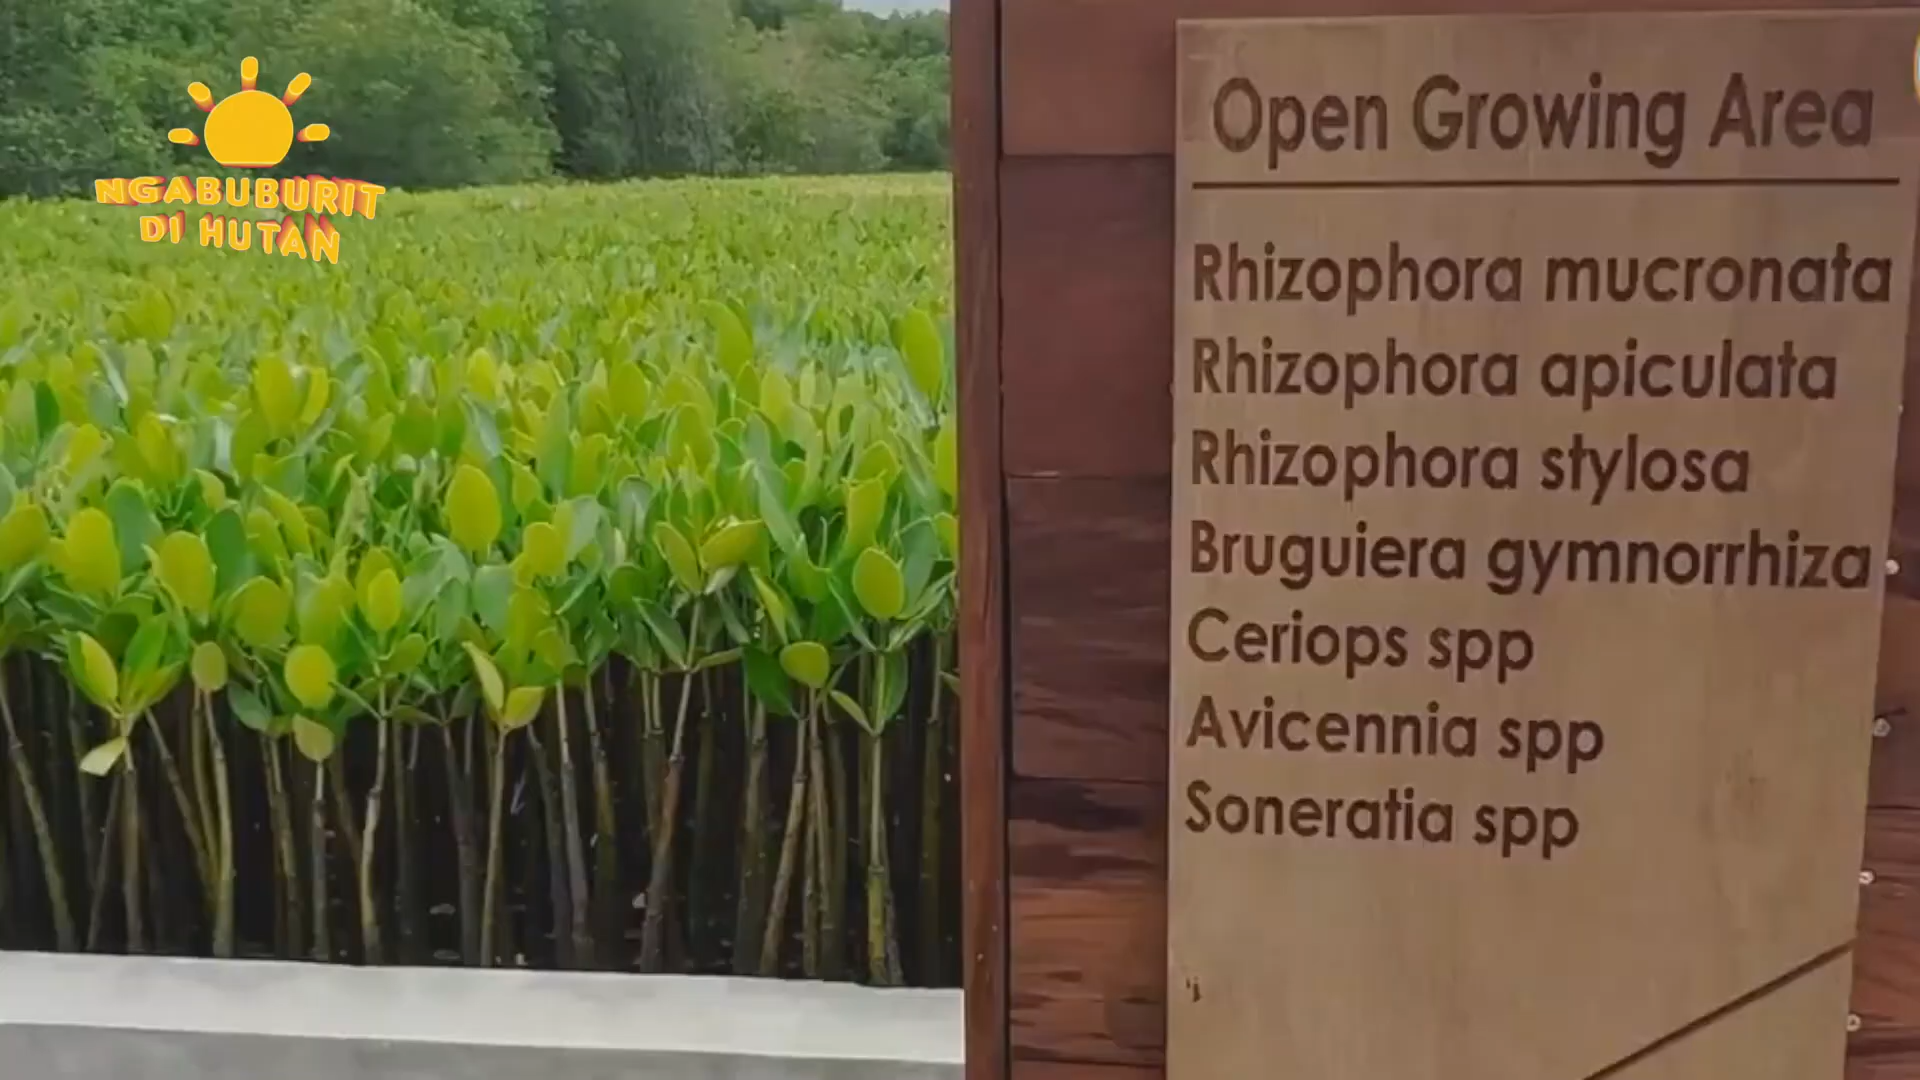 NGABUBURIT
DI HUTAN
Open Growing Area
Rhizophora mucronata
Rhizophora apiculata
Rhizophora stylosa
Bruguiera gymnorrhiza
Ceriops spp
Avicennia spp
Soneratia spp